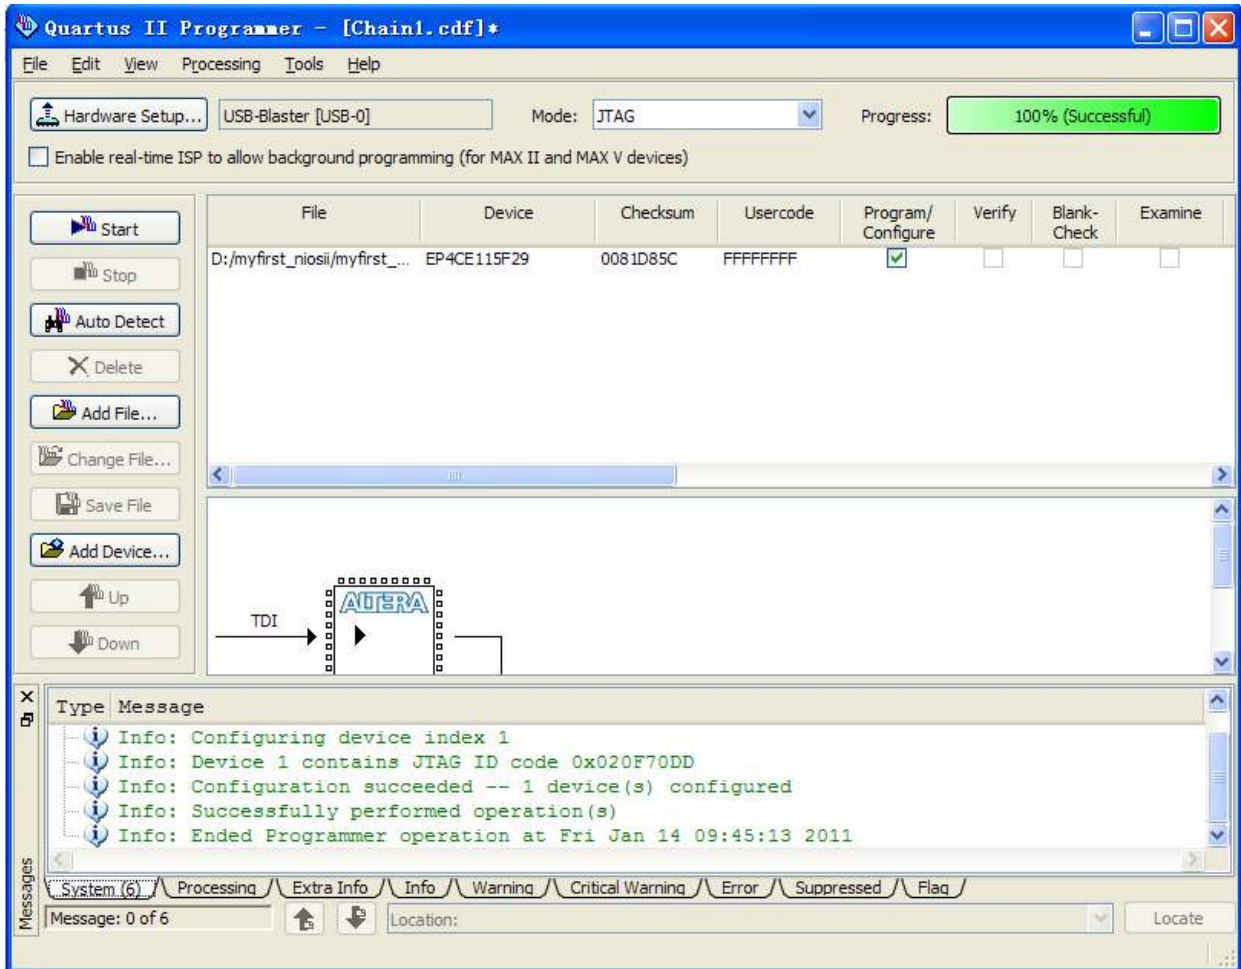 Quartus II Programmer - [Chain1.cdf]*
File Edit View Processing Tools Help
Hardware Setup... USB-Blaster [USB-0] Mode: JTAG Progress: 100% (Successful)
Enable real-time ISP to allow background programming (for MAX II and MAX V devices)
File Device Checksum Usercode Program/ Configure Verify Blank- Check Examine
D:/myfirst_niosii/myfirst_... EP4CE115F29 0081D85C FFFFFFFF
Start
Stop
Auto Detect
Delete
Add File...
Change File...
Save File
Add Device...
Up
Down
ALTERA
TDI
Type Message
Info: Configuring device index 1
Info: Device 1 contains JTAG ID code 0x020F70DD
Info: Configuration succeeded -- 1 device(s) configured
Info: Successfully performed operation(s)
Info: Ended Programmer operation at Fri Jan 14 09:45:13 2011
System (6) Processing Extra Info Info Warning Critical Warning Error Suppressed Flag
Messages
Message: 0 of 6 Location: Locate